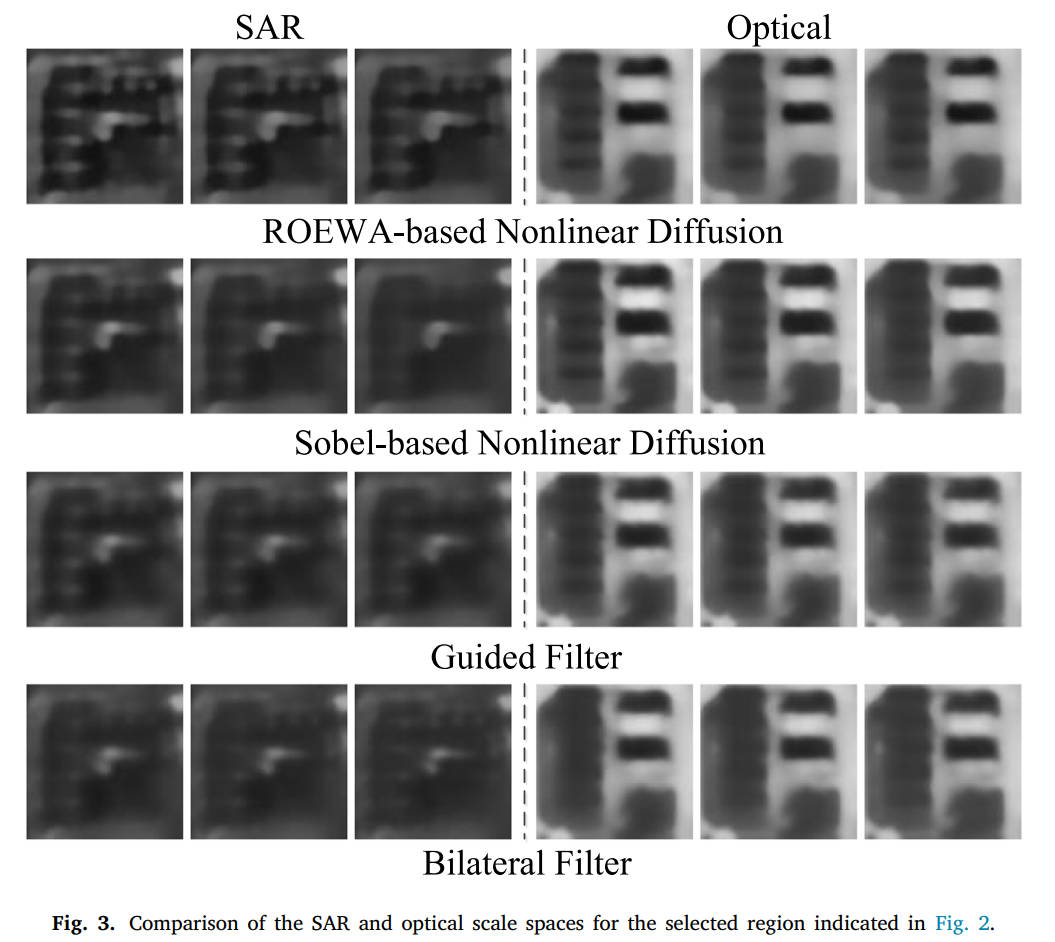 SAR
Optical
ROEWA-based Nonlinear Diffusion
Sobel-based Nonlinear Diffusion
Guided Filter
Bilateral Filter
Fig. 3. Comparison of the SAR and optical scale spaces for the selected region indicated in Fig. 2.